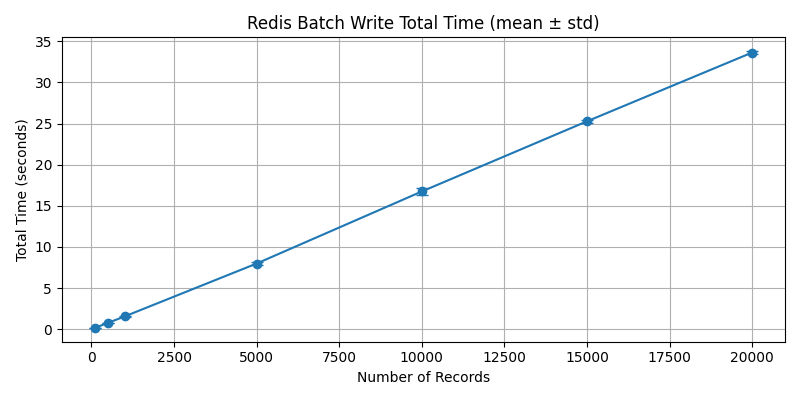 Redis Batch Write Total Time (mean ± std)
35
30
25
20
15
10
5
0
Total Time (seconds)
0 2500 5000 7500 10000 12500 15000 17500 20000
Number of Records